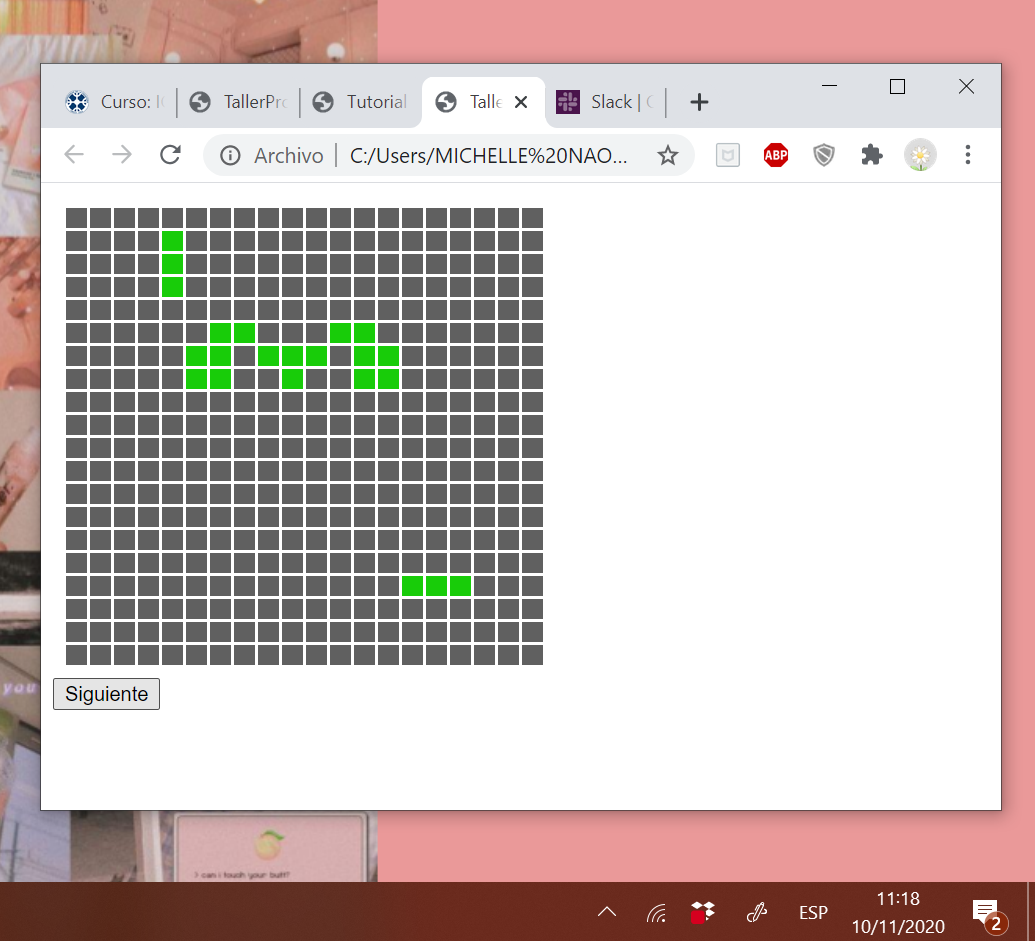 Curso: I
TallerPro
Tutorial
Talle
Slack | C
Archivo
C:/Users/MICHELLE%20NAO...
ABP
Siguiente
you
> can i touch your butt?
ESP
11:18
10/11/2020
2